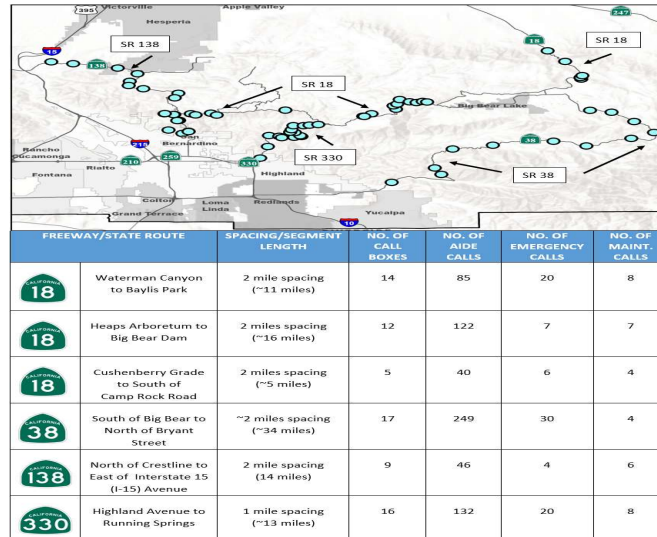 395
Victorville
Apple Valley
247
Hesperia
15
SR 138
18
SR 18
138
SR 18
Big Bear Lake
215
San
Bernardino
Rancho
Cucamonga
210
259
330
SR 330
38
Rialto
Fontana
Highland
SR 38
Colton
Loma
Linda
Redlands
Grand Terrace
10
Yucaipa
FREEWAY/STATE ROUTE
SPACING/SEGMENT
LENGTH
NO. OF
CALL
BOXES
NO. OF
AIDE
CALLS
NO. OF
EMERGENCY
CALLS
NO. OF
MAINT.
CALLS
CALIFORNIA
18
Waterman Canyon
to Baylis Park
2 mile spacing
(~11 miles)
14
85
20
8
CALIFORNIA
18
Heaps Arboretum to
Big Bear Dam
2 miles spacing
(~16 miles)
12
122
7
7
CALIFORNIA
18
Cushenberry Grade
to South of
Camp Rock Road
2 miles spacing
(~5 miles)
5
40
6
4
CALIFORNIA
38
South of Big Bear to
North of Bryant
Street
~2 miles spacing
(~34 miles)
17
249
30
4
CALIFORNIA
138
North of Crestline to
East of Interstate 15
(I-15) Avenue
2 mile spacing
(14 miles)
9
46
4
6
CALIFORNIA
330
Highland Avenue to
Running Springs
1 mile spacing
(~13 miles)
16
132
20
8